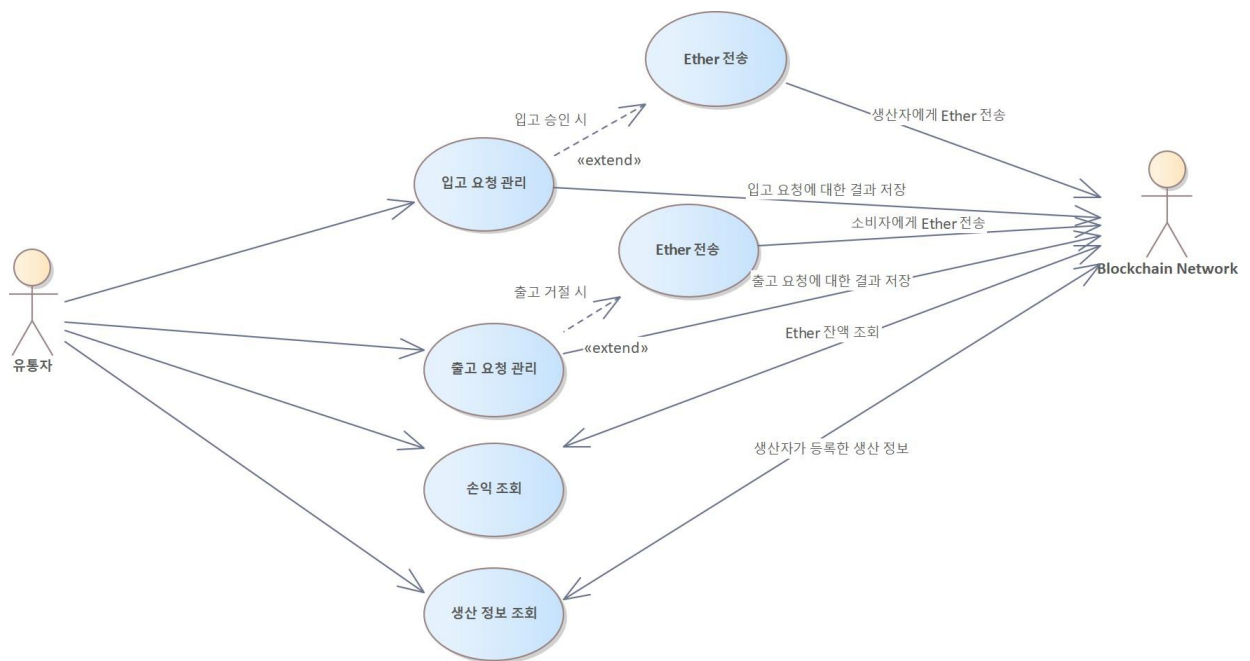 Ether 전송
입고 승인 시
생산자에게 Ether 전송
«extend»
입고 요청 관리
입고 요청에 대한 결과 저장
소비자에게 Ether 전송
Ether 전송
Blockchain Network
출고 요청에 대한 결과 저장
출고 거절 시
Ether 잔액 조회
«extend»
유통자
출고 요청 관리
생산자가 등록한 생산 정보
손익 조회
생산 정보 조회